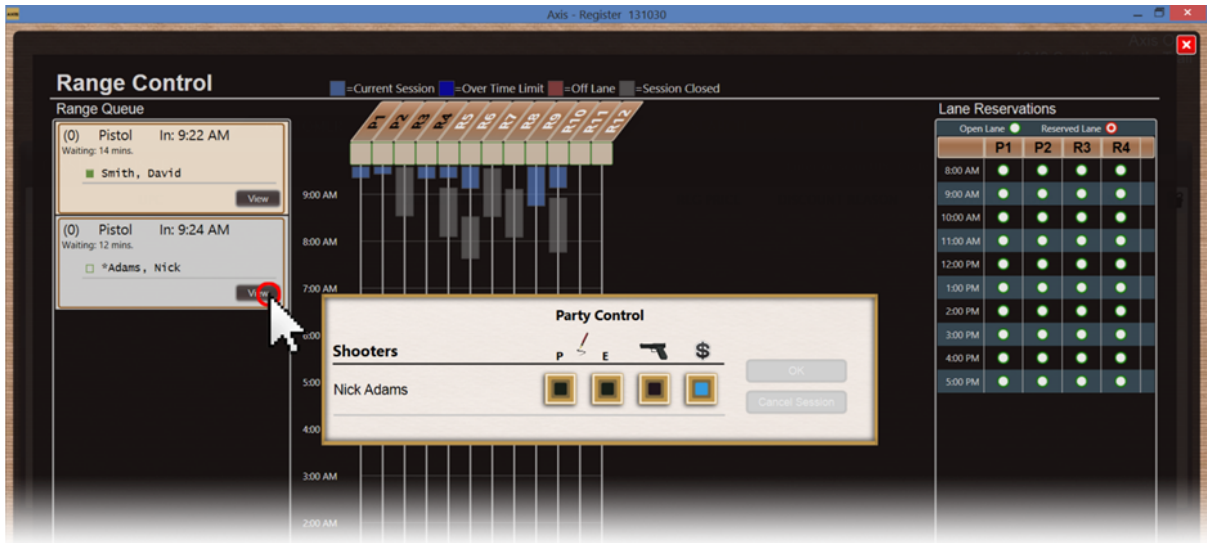 AXIS
Axis - Register 131030
Range Control
=Current Session =Over Time Limit =Off Lane =Session Closed
Range Queue
(0) Pistol In: 9:22 AM
Waiting: 14 mins.
Smith, David
View
(0) Pistol In: 9:24 AM
Waiting: 12 mins.
*Adams, Nick
P1 P2 R3 R4 R5 R6 R7 R8 R9 R10 R11 R12
9:00 AM
8:00 AM
7:00 AM
6:00
5:00
4:00
3:00 AM
2:00 AM
Party Control
Shooters P E $
Nick Adams
OK
Cancel Session
Lane Reservations
Open Lane Reserved Lane
P1 P2 R3 R4
8:00 AM
9:00 AM
10:00 AM
11:00 AM
12:00 PM
1:00 PM
2:00 PM
3:00 PM
4:00 PM
5:00 PM